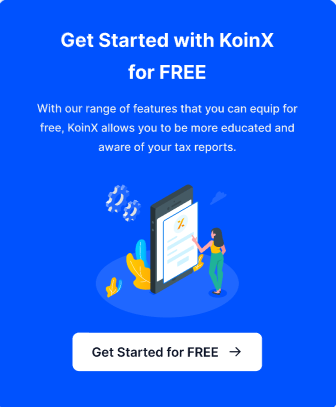 Get Started with KoinX
for FREE
With our range of features that you can equip for
free, KoinX allows you to be more educated and
aware of your tax reports.
Get Started for FREE →